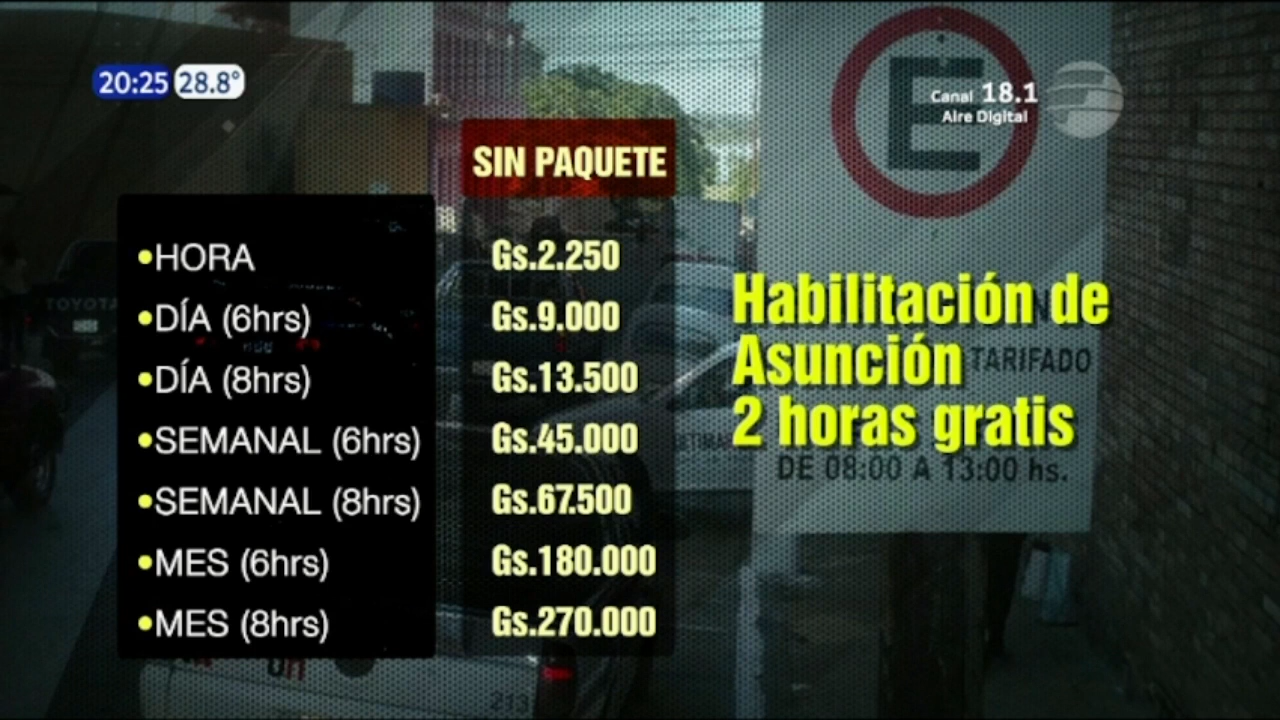 20:25 28.8°
Canal 18.1
Aire Digital
SIN PAQUETE
•HORA Gs.2.250
•DÍA (6hrs) Gs.9.000
•DÍA (8hrs) Gs.13.500
•SEMANAL (6hrs) Gs.45.000
•SEMANAL (8hrs) Gs.67.500
•MES (6hrs) Gs.180.000
•MES (8hrs) Gs.270.000
Habilitación de
Asunción
2 horas gratis
E
TARIFADO
DE 08:00 A 13:00 hs.
TOYOTA
213